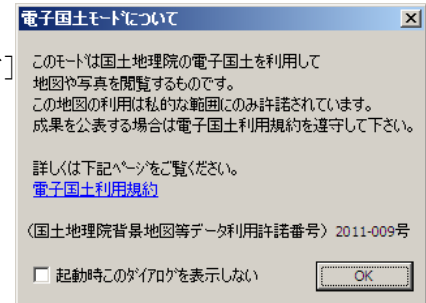 電子国土ﾓｰﾄﾞについて
このﾓｰﾄﾞは国土地理院の電子国土を利用して
地図や写真を閲覧するものです。
この地図の利用は私的な範囲にのみ許諾されています。
成果を公表する場合は電子国土利用規約を遵守して下さい。
詳しくは下記ﾍﾟｰｼﾞをご覧ください。
電子国土利用規約
（国土地理院背景地図等データ利用許諾番号）2011-009号
起動時このﾀﾞｲｱﾛｸﾞを表示しない
OK